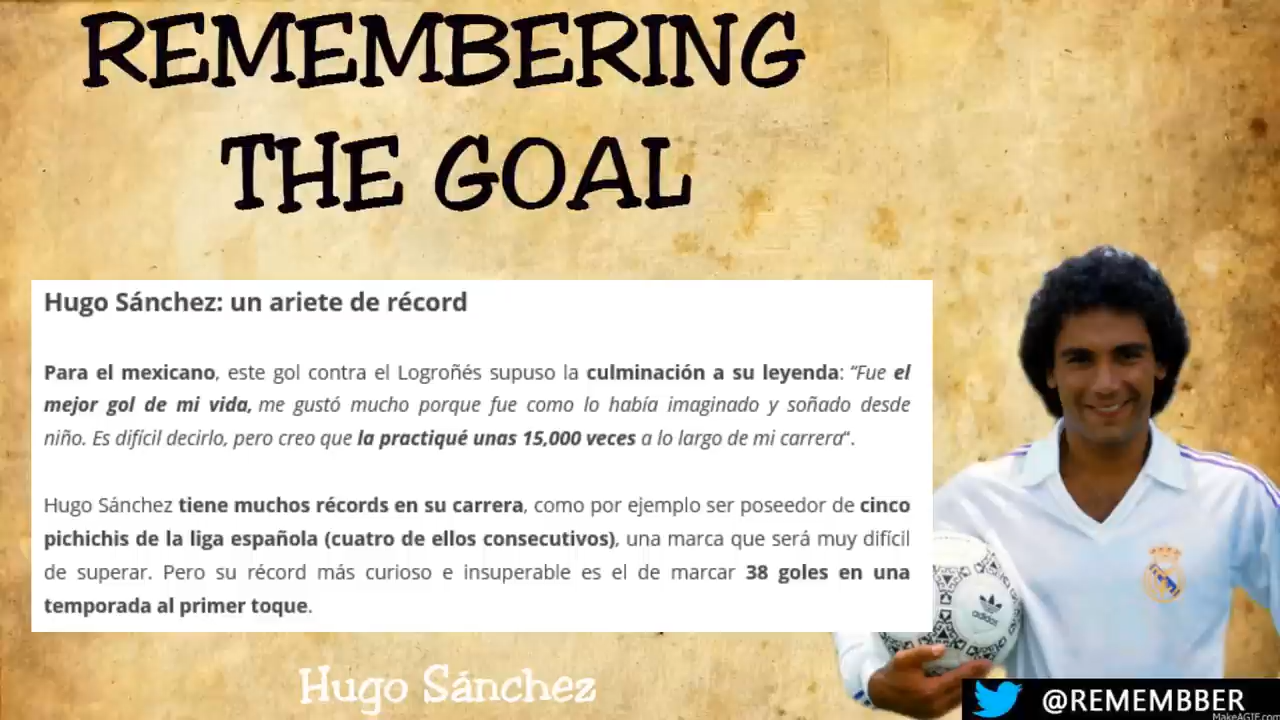 REMEMBERING
THE GOAL
Hugo Sánchez: un ariete de récord
Para el mexicano, este gol contra el Logroñés supuso la culminación a su leyenda: “Fue el
mejor gol de mi vida, me gustó mucho porque fue como lo había imaginado y soñado desde
niño. Es difícil decirlo, pero creo que la practiqué unas 15,000 veces a lo largo de mi carrera“.
Hugo Sánchez tiene muchos récords en su carrera, como por ejemplo ser poseedor de cinco
pichichis de la liga española (cuatro de ellos consecutivos), una marca que será muy difícil
de superar. Pero su récord más curioso e insuperable es el de marcar 38 goles en una
temporada al primer toque.
adidas
Hugo Sánchez
@REMEMBBER
MakeAGIF.com